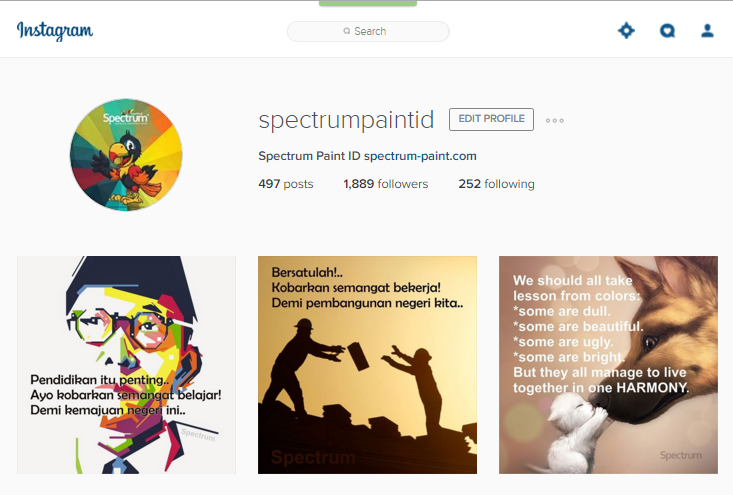 Instagram
Search
Spectrum
spectrumpaintid EDIT PROFILE
Spectrum Paint ID spectrum-paint.com
497 posts 1,889 followers 252 following
Pendidikan itu penting..
Ayo kobarkan semangat belajar!
Demi kemajuan negeri ini..
Spectrum
Bersatulah!..
Kobarkan semangat bekerja!
Demi pembangunan negeri kita..
Spectrum
We should all take
lesson from colors:
*some are dull.
*some are beautiful.
*some are ugly.
*some are bright.
But they all manage to live
together in one HARMONY.
Spectrum